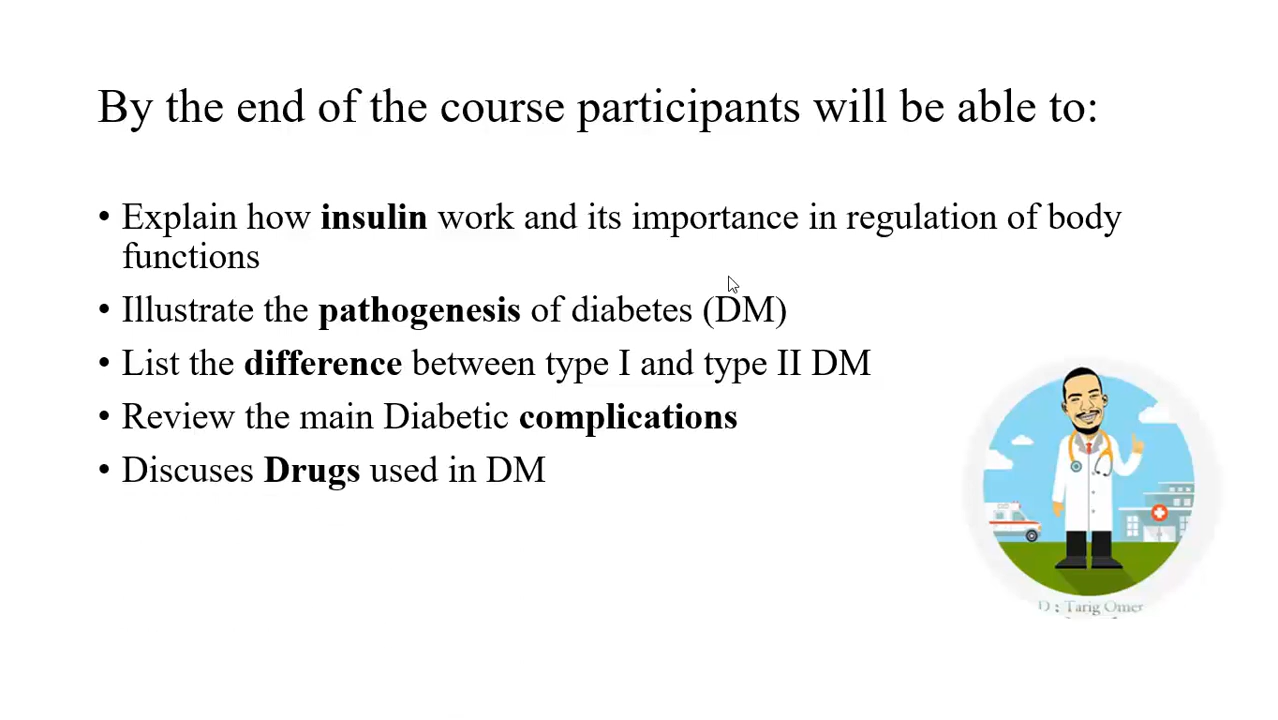 By the end of the course participants will be able to:
• Explain how insulin work and its importance in regulation of body
functions
• Illustrate the pathogenesis of diabetes (DM)
• List the difference between type I and type II DM
• Review the main Diabetic complications
• Discuses Drugs used in DM
D : Tarig Omer